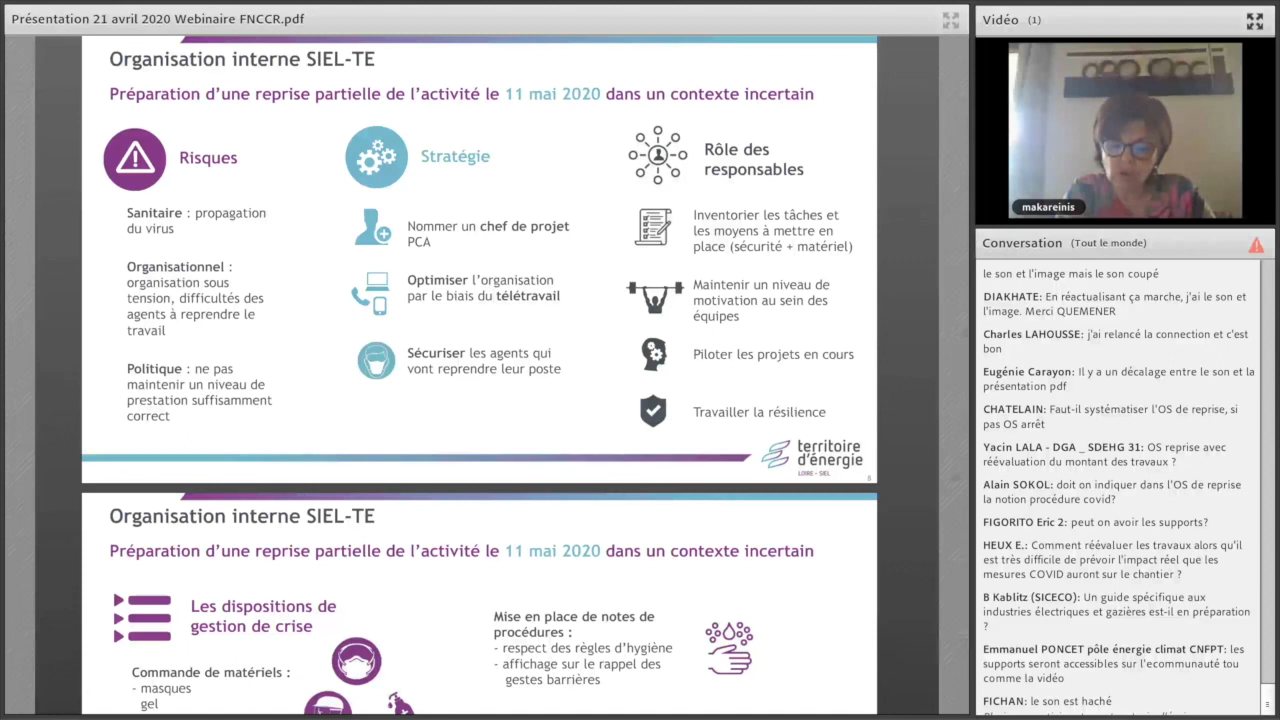 Présentation 21 avril 2020 Webinaire FNCCR.pdf
Organisation interne SIEL-TE
Préparation d'une reprise partielle de l'activité le 11 mai 2020 dans un contexte incertain
Risques
Sanitaire : propagation
du virus
Organisationnel :
organisation sous
tension, difficultés des
agents à reprendre le
travail
Politique : ne pas
maintenir un niveau de
prestation suffisamment
correct
Stratégie
Nommer un chef de projet
PCA
Optimiser l'organisation
par le biais du télétravail
Sécuriser les agents qui
vont reprendre leur poste
Rôle des
responsables
Inventorier les tâches et
les moyens à mettre en
place (sécurité + matériel)
Maintenir un niveau de
motivation au sein des
équipes
Piloter les projets en cours
Travailler la résilience
territoire
d'énergie
LOIRE - SIEL
Organisation interne SIEL-TE
Préparation d'une reprise partielle de l'activité le 11 mai 2020 dans un contexte incertain
Les dispositions de
gestion de crise
Commande de matériels :
- masques
gel
Mise en place de notes de
procédures :
- respect des règles d'hygiène
- affichage sur le rappel des
gestes barrières
Vidéo (1)
makareinis
Conversation (Tout le monde)
le son et l'image mais le son coupé
DIAKHATE: En réactualisant ça marche, j'ai le son et
l'image. Merci QUEMENER
Charles LAHOUSSE: j'ai relancé la connection et c'est
bon
Eugénie Carayon: Il y a un décalage entre le son et la
présentation pdf
CHATELAIN: Faut-il systématiser l'OS de reprise, si
pas OS arrêt
Yacin LALA - DGA _ SDEHG 31: OS reprise avec
réévaluation du montant des travaux ?
Alain SOKOL: doit on indiquer dans l'OS de reprise
la notion procédure covid?
FIGORITO Eric 2: peut on avoir les supports?
HEUX E.: Comment réévaluer les travaux alors qu'il
est très difficile de prévoir l'impact réel que les
mesures COVID auront sur le chantier ?
B Kablitz (SICECO): Un guide spécifique aux
industries électriques et gazières est-il en préparation
?
Emmanuel PONCET pôle énergie climat CNFPT: les
supports seront accessibles sur l'ecommunauté tou
comme la vidéo
FICHAN: le son est haché